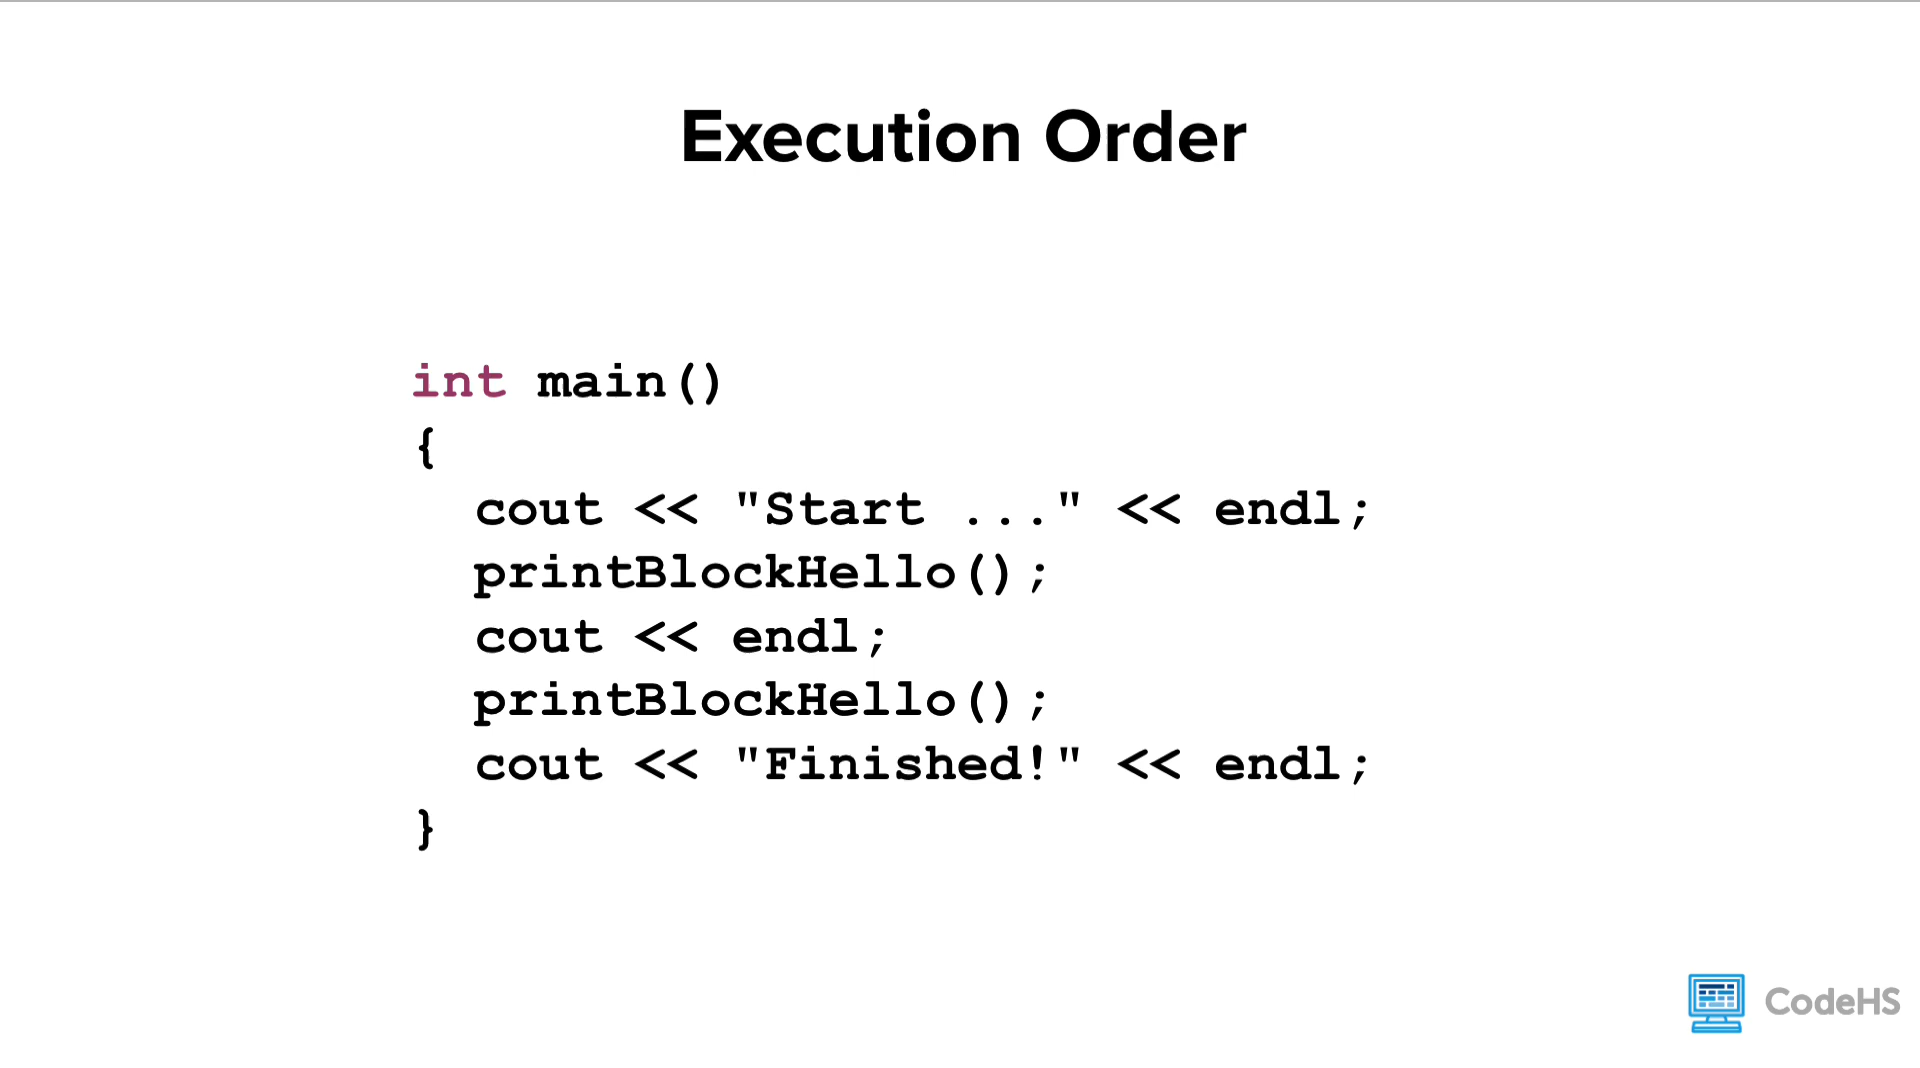 Execution Order
int main()
{
  cout << "Start ..." << endl;
  printBlockHello();
  cout << endl;
  printBlockHello();
  cout << "Finished!" << endl;
}
CodeHS